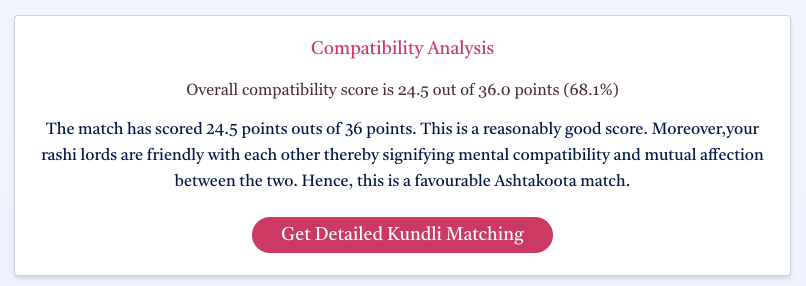 Compatibility Analysis
Overall compatibility score is 24.5 out of 36.0 points (68.1%)
The match has scored 24.5 points outs of 36 points. This is a reasonably good score. Moreover,your
rashi lords are friendly with each other thereby signifying mental compatibility and mutual affection
between the two. Hence, this is a favourable Ashtakoota match.
Get Detailed Kundli Matching